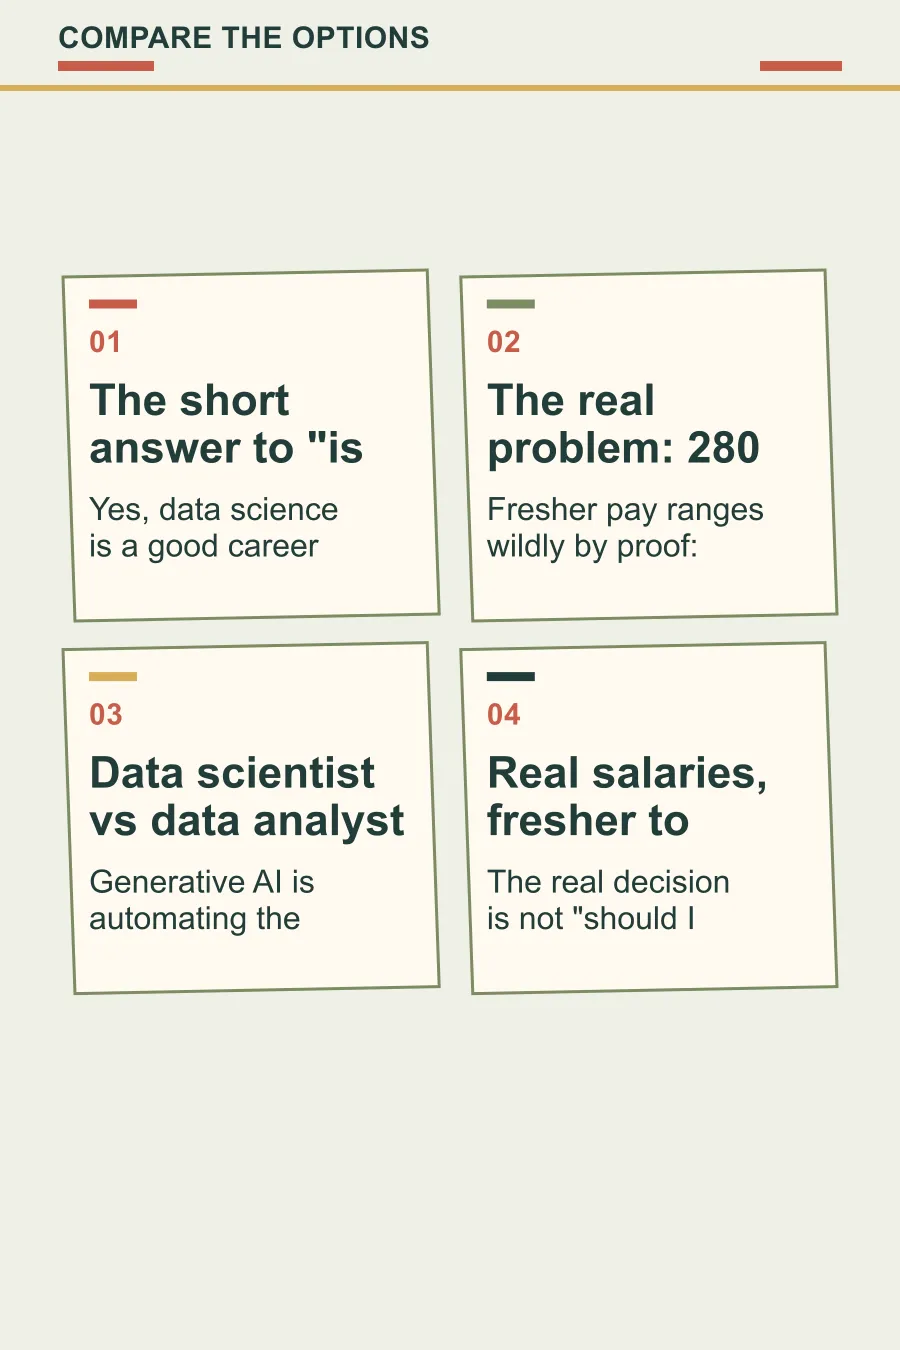 COMPARE THE OPTIONS
01
The short
answer to "is
Yes, data science
is a good career
02
The real
problem: 280
Fresher pay ranges
wildly by proof:
03
Data scientist
vs data analyst
Generative AI is
automating the
04
Real salaries,
fresher to
The real decision
is not "should I